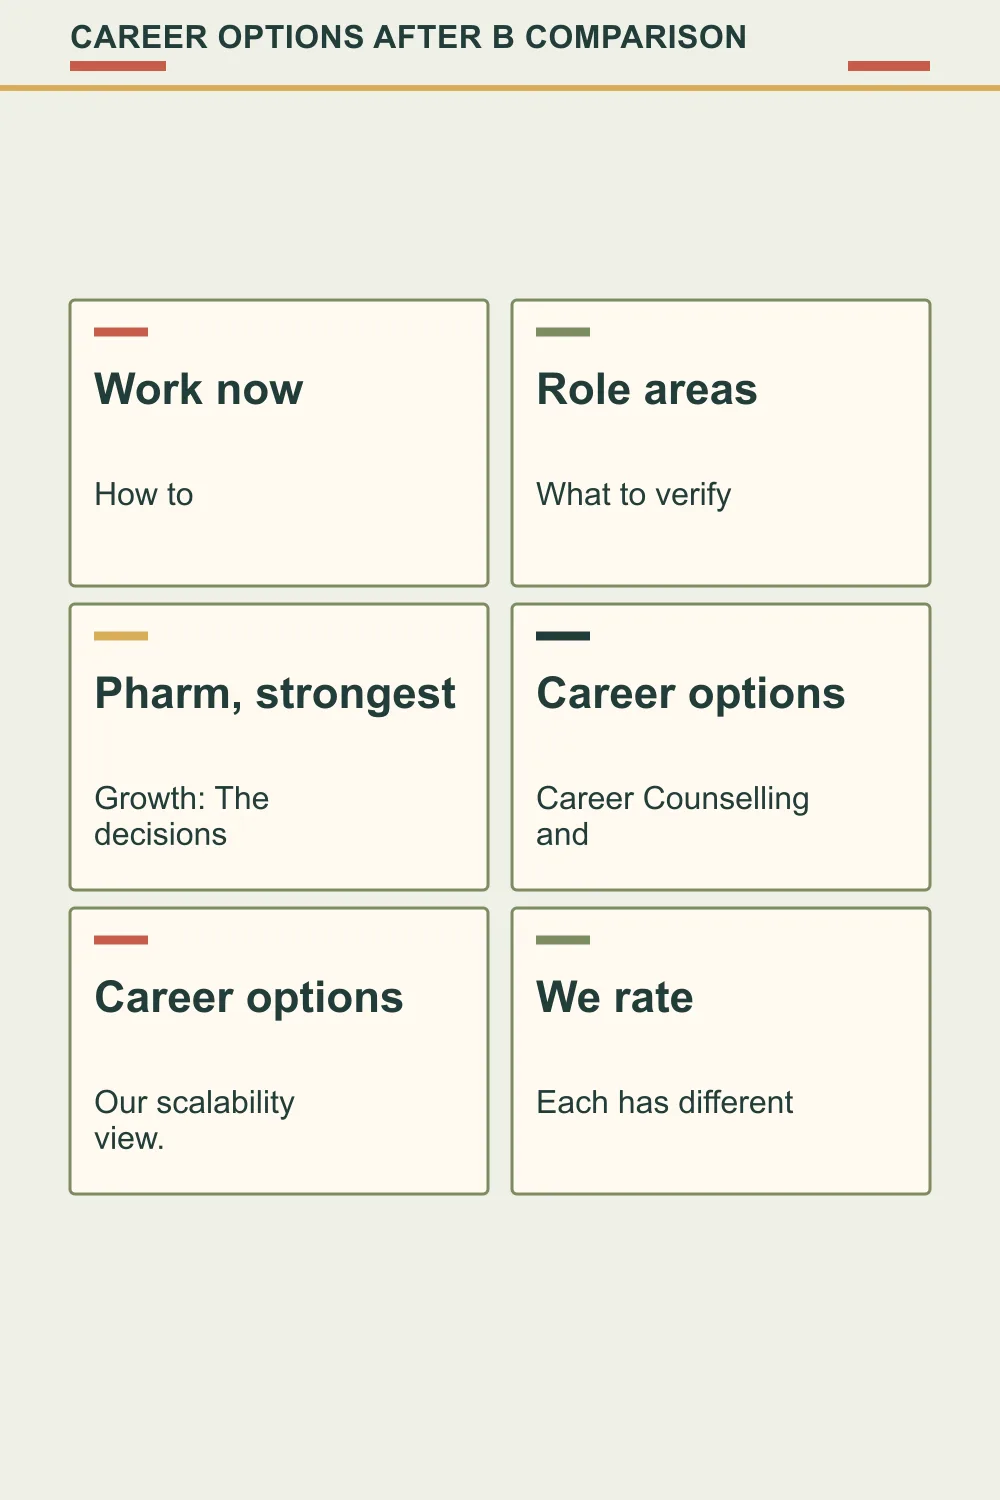 CAREER OPTIONS AFTER B COMPARISON
Work now
How to
Role areas
What to verify
Pharm, strongest
Growth: The
decisions
Career options
Career Counselling
and
Career options
Our scalability
view.
We rate
Each has different